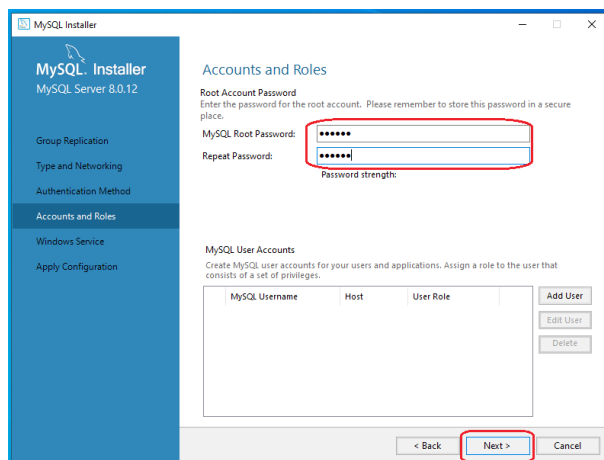 MySQL Installer
MySQL. Installer
MySQL Server 8.0.12
Group Replication
Type and Networking
Authentication Method
Accounts and Roles
Windows Service
Apply Configuration
Accounts and Roles
Root Account Password
Enter the password for the root account. Please remember to store this password in a secure
place.
MySQL Root Password: ●●●●●●
Repeat Password: ●●●●●●
Password strength:
MySQL User Accounts
Create MySQL user accounts for your users and applications. Assign a role to the user that
consists of a set of privileges.
MySQL Username Host User Role
Add User
Edit User
Delete
< Back Next > Cancel